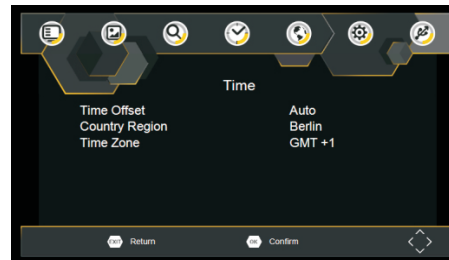 Time
Time Offset Auto
Country Region Berlin
Time Zone GMT +1
EXIT Return OK Confirm